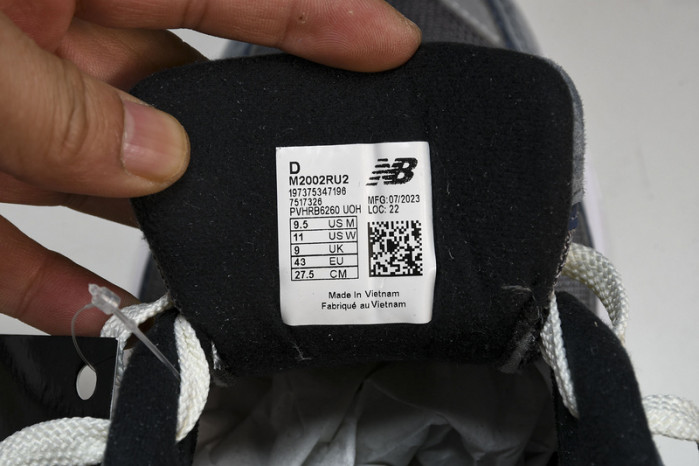 D
M2002RU2
197375347196
7517326
PVHRB6260 UOH
NB
MFG:07/2023
LOC: 22
9.5 US M
11 US W
9 UK
43 EU
27.5 CM
Made in Vietnam
Fabriqué au Vietnam